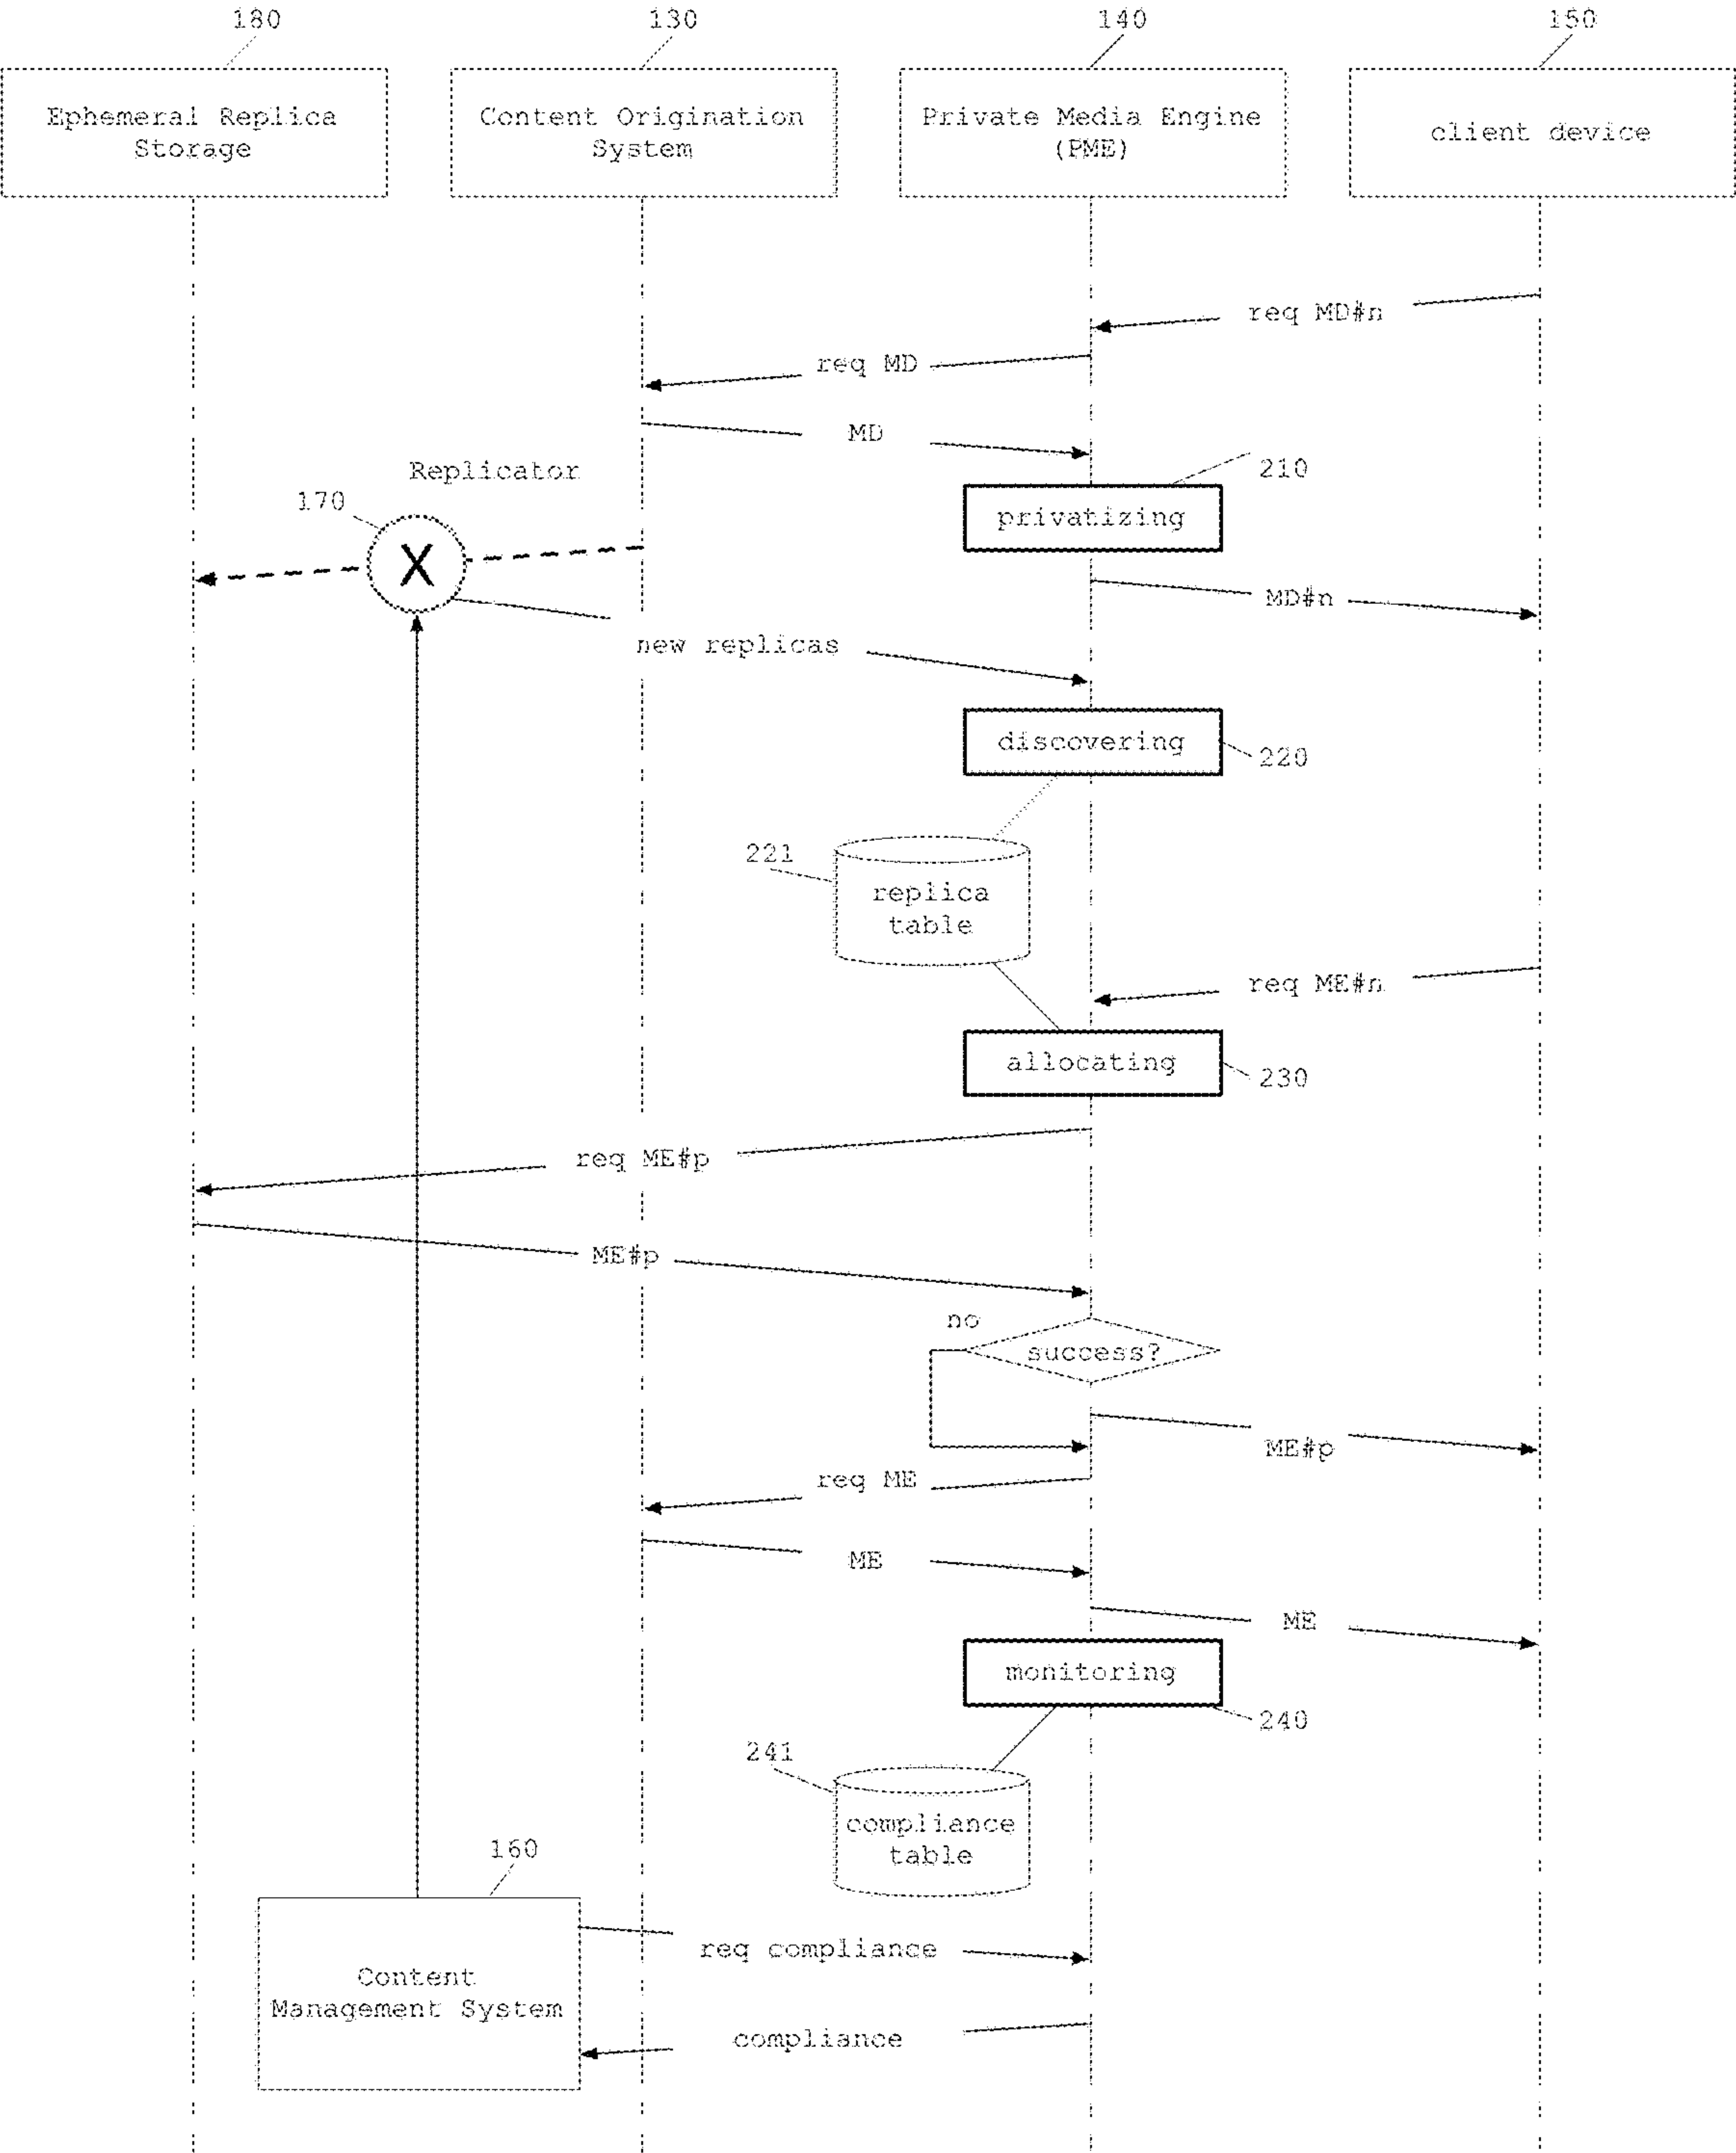 180
130
140
150
Ephemeral Replica
Storage
Content Origination
System
Private Media Engine
(PME)
client device
req MD#n
req MD
MD
Replicator
210
170
privatizing
X
MD#n
new replicas
discovering
220
221
replica
table
req ME#n
allocating
230
req ME#p
ME#p
no
success?
ME#p
req ME
ME
ME
monitoring
240
241
compliance
table
160
req compliance
Content
Management System
compliance